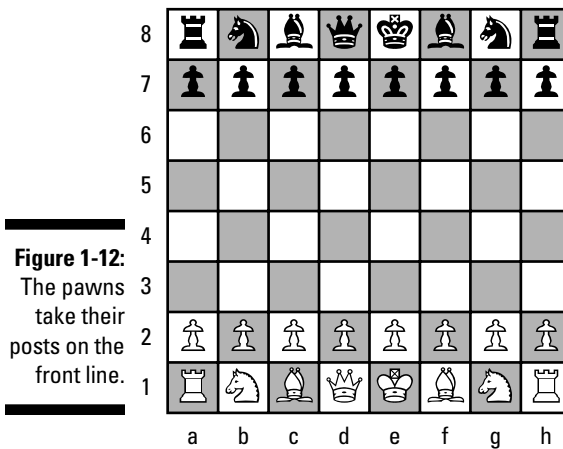 8
7
6
5
4
3
2
1
Figure 1-12:
The pawns
take their
posts on the
front line.
a b c d e f g h